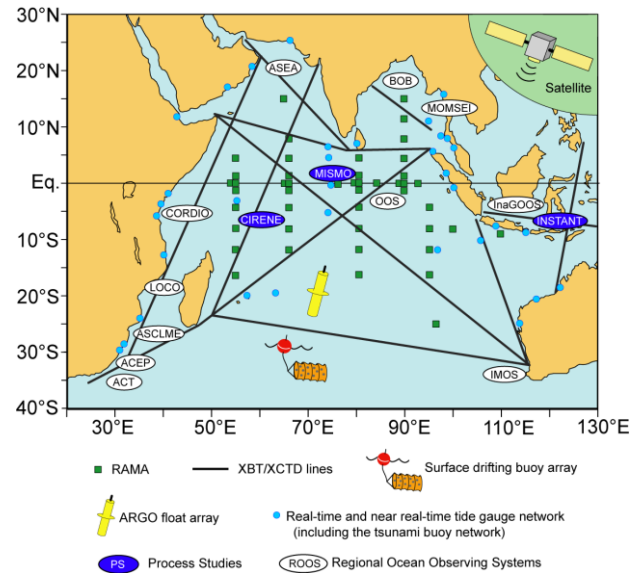 30°N
20°N
10°N
Eq.
10°S
20°S
30°S
40°S
ASEA
BOB
MOMSEI
Satellite
MISMO
OOS
InaGOOS
CORDIO
CIRENE
INSTANT
LOCO
ASCLME
ACEP
ACT
IMOS
30°E
50°E
70°E
90°E
110°E
130°E
RAMA
XBT/XCTD lines
Surface drifting buoy array
ARGO float array
Real-time and near real-time tide gauge network
(including the tsunami buoy network)
PS Process Studies
ROOS Regional Ocean Observing Systems